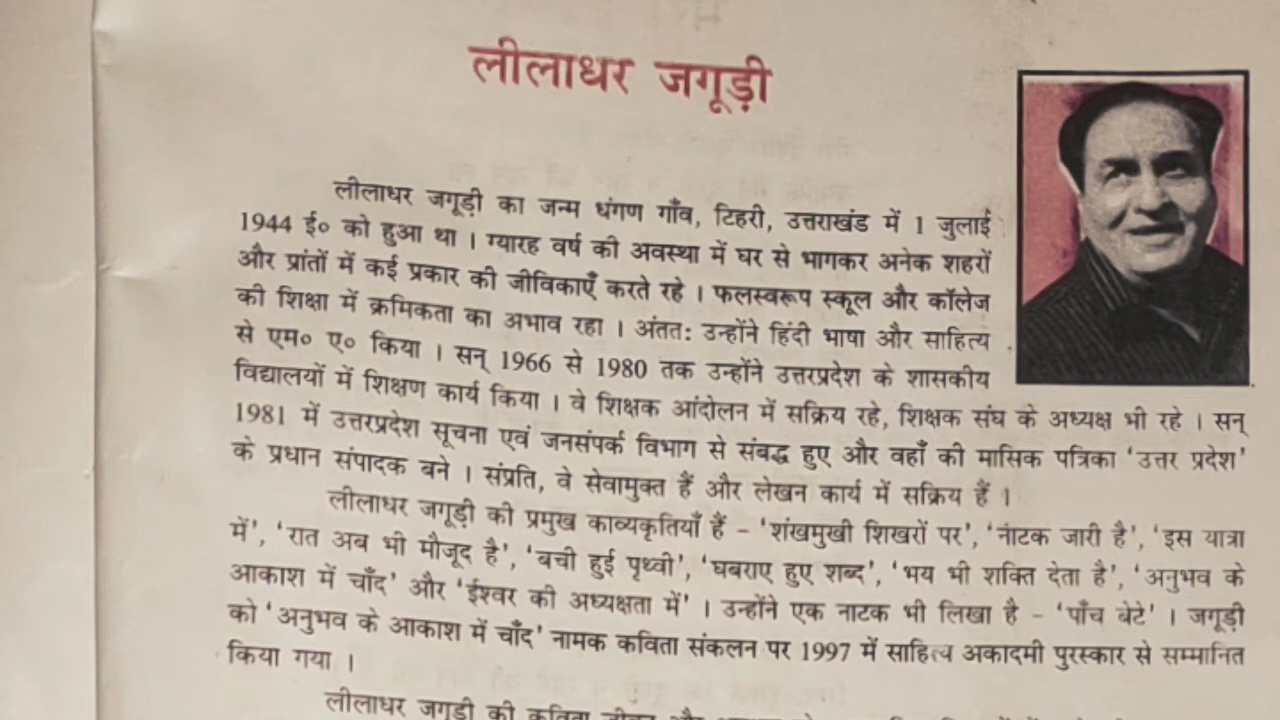 लीलाधर जगूड़ी
लीलाधर जगूड़ी का जन्म धंगण गाँव, टिहरी, उत्तराखंड में 1 जुलाई
1944 ई० को हुआ था । ग्यारह वर्ष की अवस्था में घर से भागकर अनेक शहरों
और प्रांतों में कई प्रकार की जीविकाएँ करते रहे । फलस्वरूप स्कूल और कॉलेज
की शिक्षा में क्रमिकता का अभाव रहा । अंततः उन्होंने हिंदी भाषा और साहित्य
से एम० ए० किया । सन् 1966 से 1980 तक उन्होंने उत्तरप्रदेश के शासकीय
विद्यालयों में शिक्षण कार्य किया । वे शिक्षक आंदोलन में सक्रिय रहे, शिक्षक संघ के अध्यक्ष भी रहे । सन्
1981 में उत्तरप्रदेश सूचना एवं जनसंपर्क विभाग से संबद्ध हुए और वहाँ की मासिक पत्रिका ‘उत्तर प्रदेश’
के प्रधान संपादक बने । संप्रति, वे सेवामुक्त हैं और लेखन कार्य में सक्रिय हैं ।
लीलाधर जगूड़ी की प्रमुख काव्यकृतियाँ हैं – ‘शंखमुखी शिखरों पर’, ‘नाटक जारी है’, ‘इस यात्रा
में’, ‘रात अब भी मौजूद है’, ‘बची हुई पृथ्वी’, ‘घबराए हुए शब्द’, ‘भय भी शक्ति देता है’, ‘अनुभव के
आकाश में चाँद’ और ‘ईश्वर की अध्यक्षता में’ । उन्होंने एक नाटक भी लिखा है – ‘पाँच बेटे’ । जगूड़ी
को ‘अनुभव के आकाश में चाँद’ नामक कविता संकलन पर 1997 में साहित्य अकादमी पुरस्कार से सम्मानित
किया गया ।
लीलाधर जगूड़ी की कविता